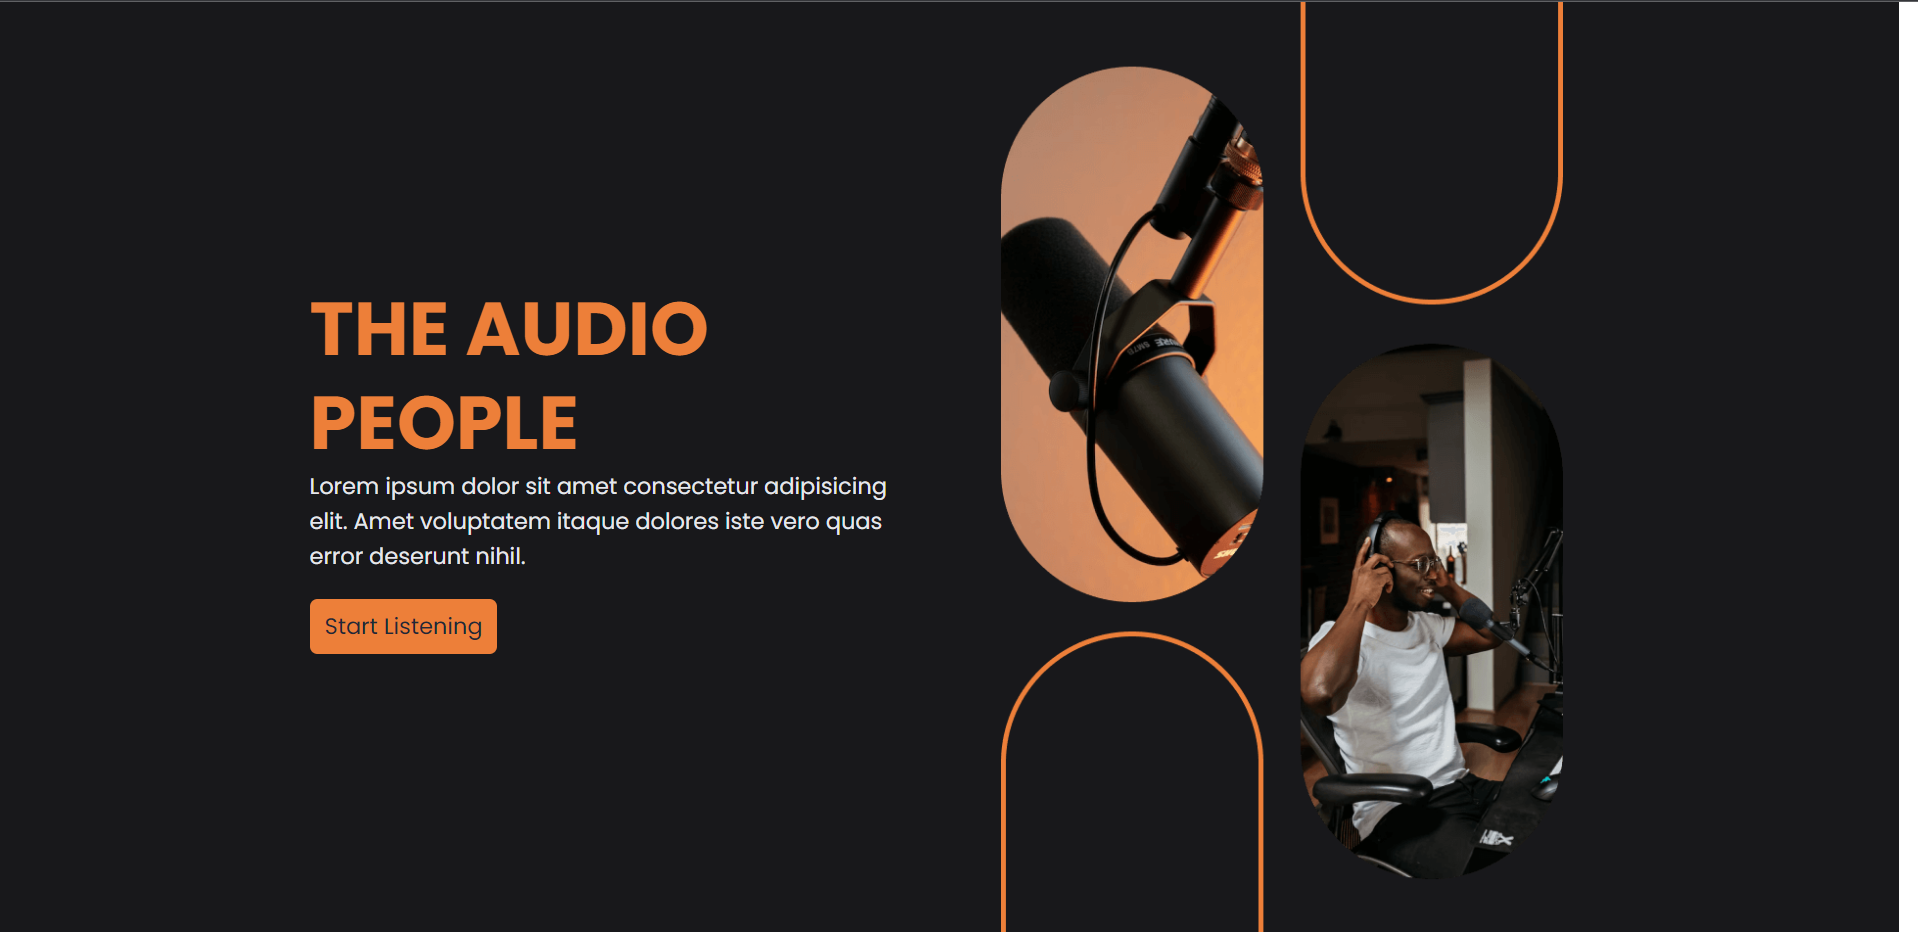 THE AUDIO
PEOPLE
Lorem ipsum dolor sit amet consectetur adipisicing
elit. Amet voluptatem itaque dolores iste vero quas
error deserunt nihil.
Start Listening